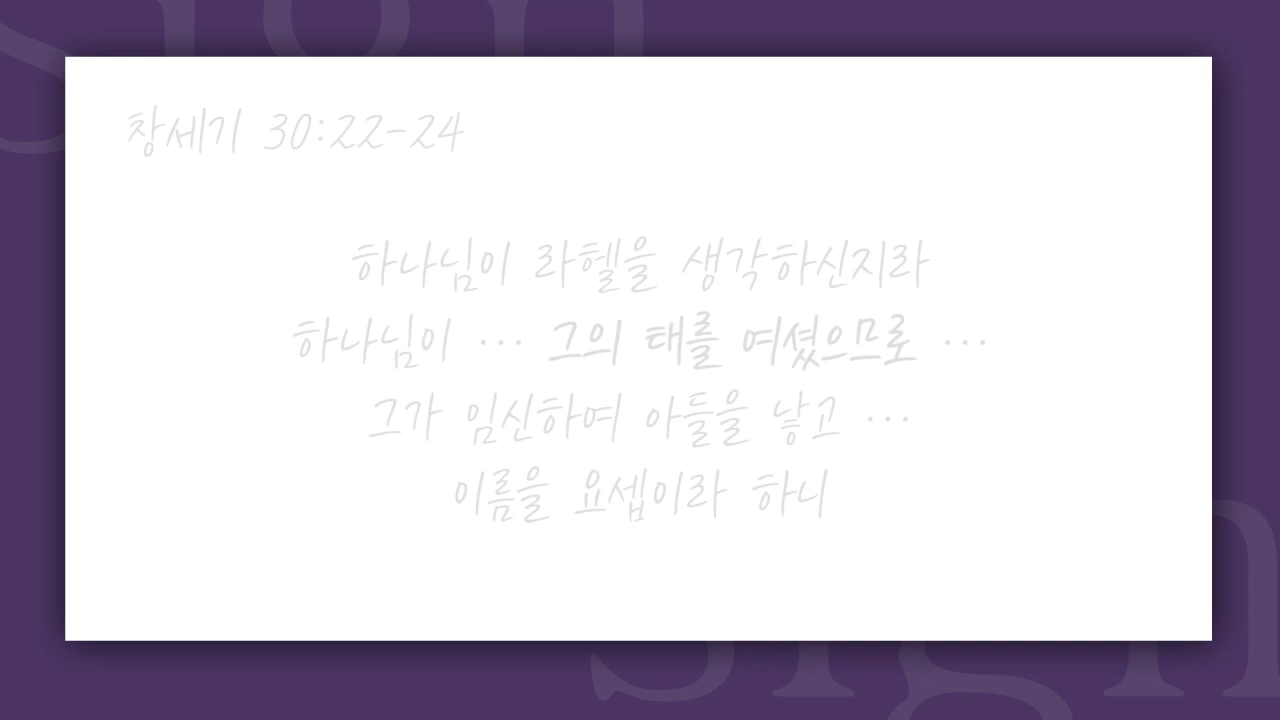 sign
창세기 30:22-24
하나님이 라헬을 생각하신지라
하나님이 … 그의 태를 여셨으므로 …
그가 임신하여 아들을 낳고 …
이름을 요셉이라 하니
sign